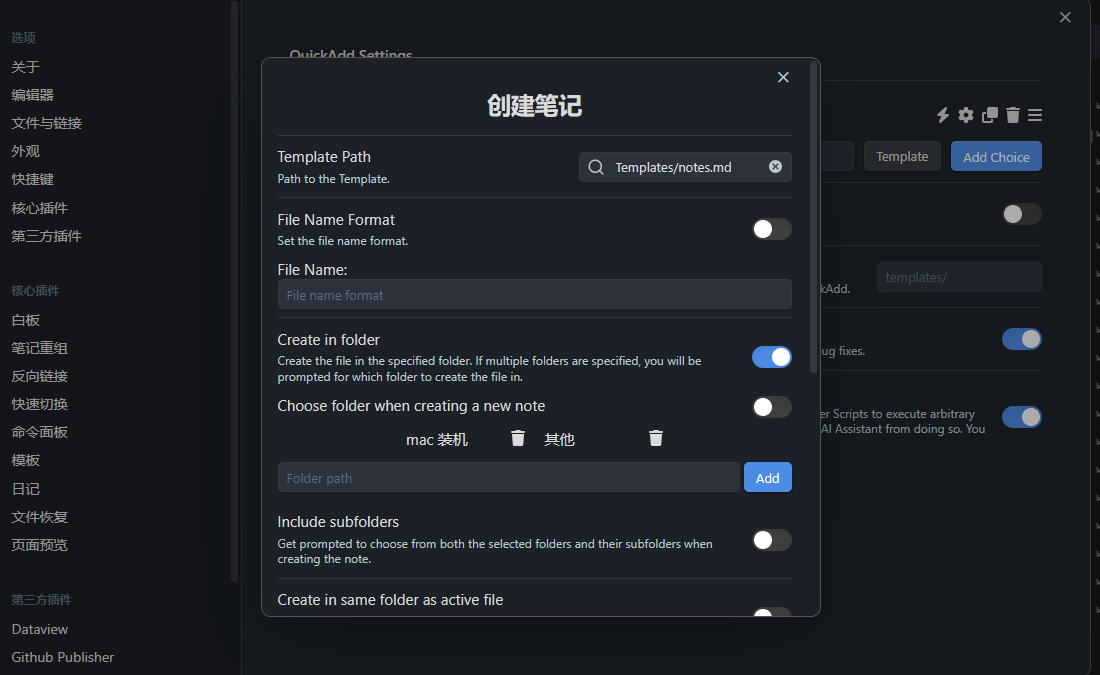 选项
关于
编辑器
文件与链接
外观
快捷键
核心插件
第三方插件
核心插件
白板
笔记重组
反向链接
快速切换
命令面板
模板
日记
文件恢复
页面预览
第三方插件
Dataview
Github Publisher
QuickAdd Settings
创建笔记
Template Path
Path to the Template.
Templates/notes.md
File Name Format
Set the file name format.
File Name:
File name format
Create in folder
Create the file in the specified folder. If multiple folders are specified, you will be
prompted for which folder to create the file in.
Choose folder when creating a new note
mac 装机 其他
Folder path Add
Include subfolders
Get prompted to choose from both the selected folders and their subfolders when
creating the note.
Create in same folder as active file
Template Add Choice
kAdd. templates/
ug fixes.
er Scripts to execute arbitrary
AI Assistant from doing so. You